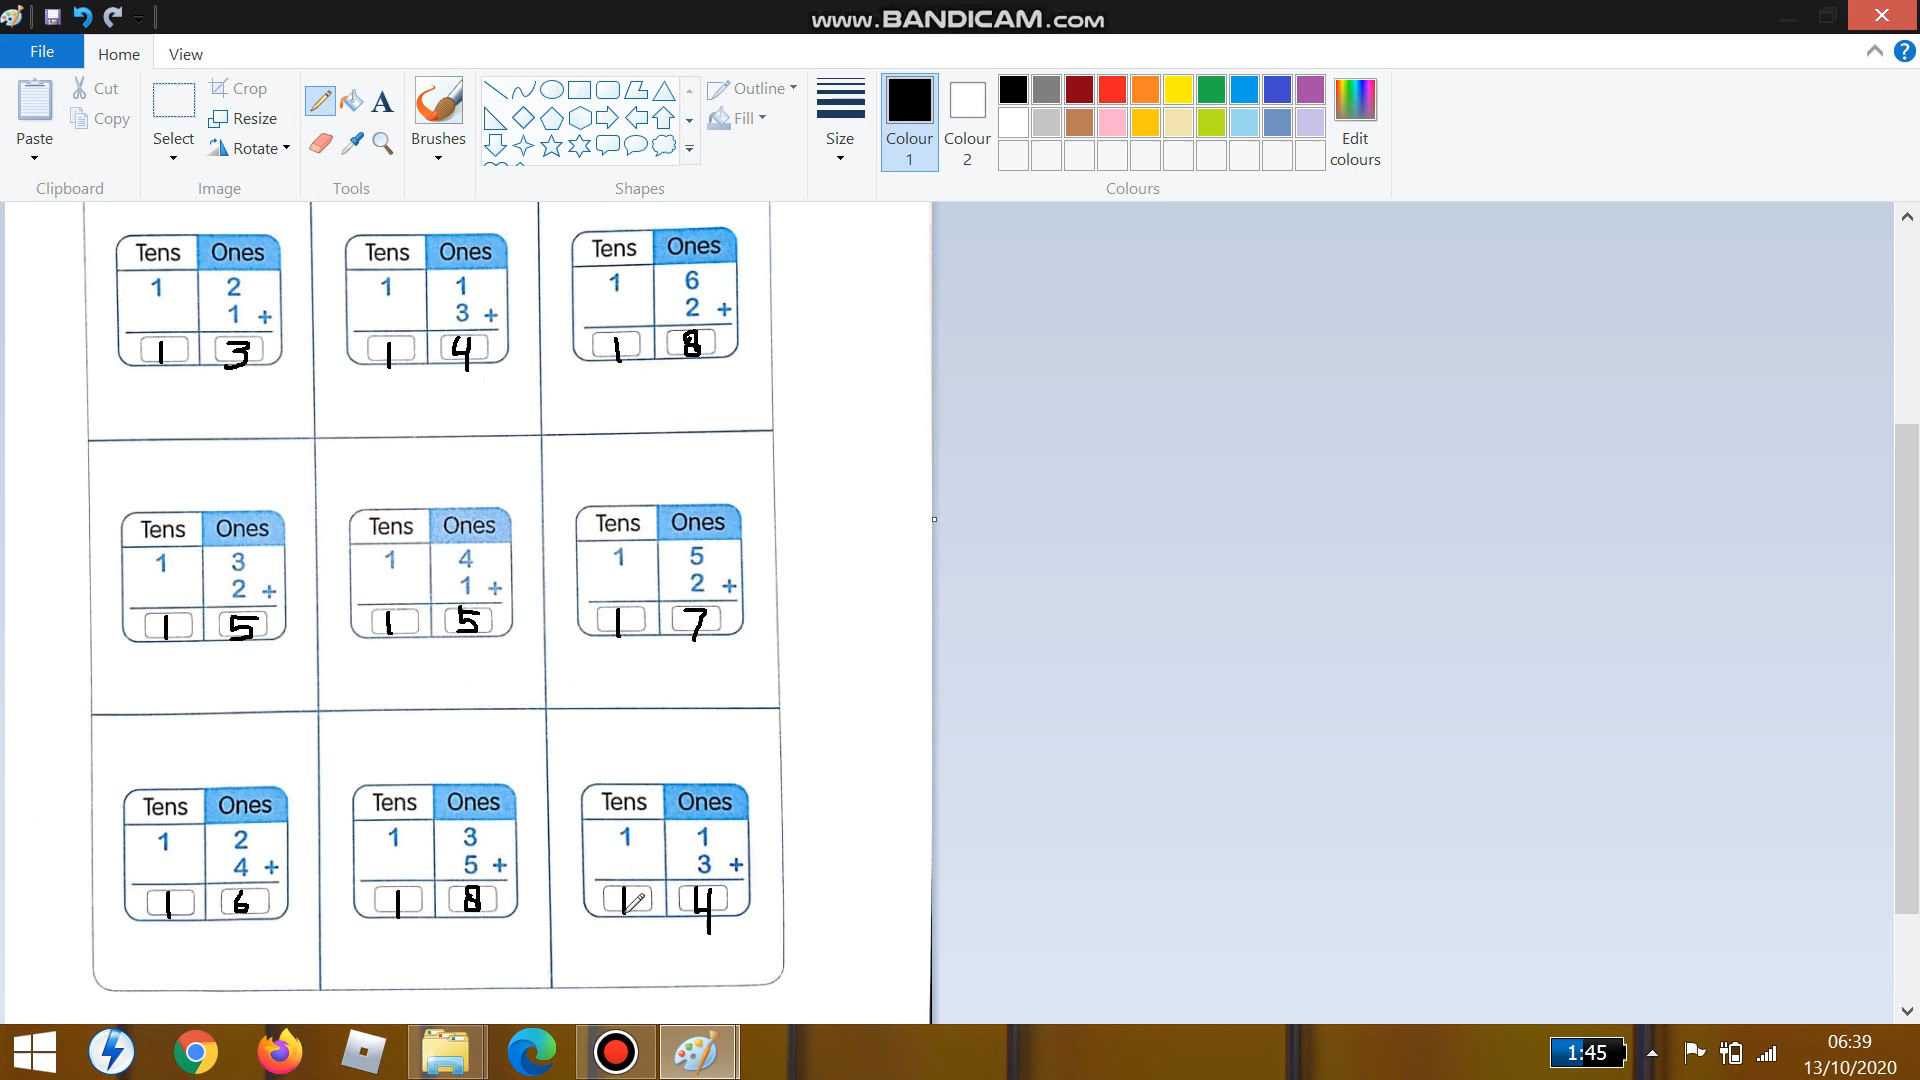 www.BANDICAM.com
File
Home
View
Paste
Cut
Copy
Clipboard
Select
Crop
Resize
Rotate
Image
A
Tools
Brushes
Outline
Fill
Shapes
Size
Colour 1
Colour 2
Edit colours
Colours
Tens Ones
1 2
1 +
1 3
Tens Ones
1 1
3 +
1 4
Tens Ones
1 6
2 +
1 8
Tens Ones
1 3
2 +
1 5
Tens Ones
1 4
1 +
1 5
Tens Ones
1 5
2 +
1 7
Tens Ones
1 2
4 +
1 6
Tens Ones
1 3
5 +
1 8
Tens Ones
1 1
3 +
1 4
1:45
06:39
13/10/2020